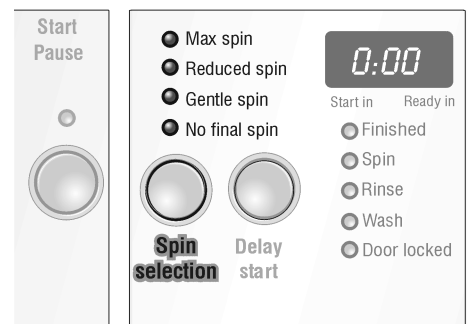 Start
Pause
Max spin
Reduced spin
Gentle spin
No final spin
Spin
selection
Delay
start
0:00
Start in Ready in
Finished
Spin
Rinse
Wash
Door locked